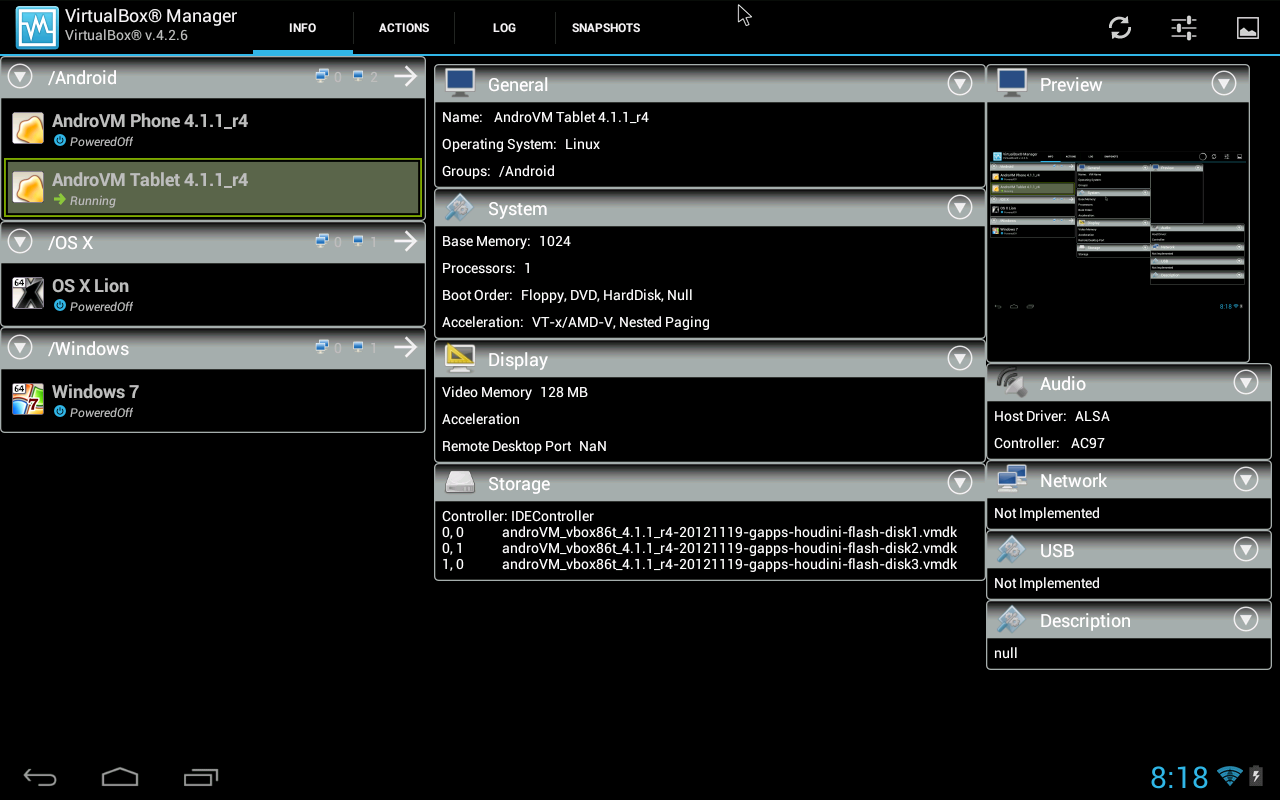 VirtualBox® Manager
VirtualBox® v.4.2.6
INFO
ACTIONS
LOG
SNAPSHOTS
/Android
0
2
AndroVM Phone 4.1.1_r4
PoweredOff
AndroVM Tablet 4.1.1_r4
Running
/OS X
0
1
64
OS X Lion
PoweredOff
/Windows
0
1
64
7
Windows 7
PoweredOff
General
Name: AndroVM Tablet 4.1.1_r4
Operating System: Linux
Groups: /Android
System
Base Memory: 1024
Processors: 1
Boot Order: Floppy, DVD, HardDisk, Null
Acceleration: VT-x/AMD-V, Nested Paging
Display
Video Memory 128 MB
Acceleration
Remote Desktop Port NaN
Storage
Controller: IDEController
0, 0 androVM_vbox86t_4.1.1_r4-20121119-gapps-houdini-flash-disk1.vmdk
0, 1 androVM_vbox86t_4.1.1_r4-20121119-gapps-houdini-flash-disk2.vmdk
1, 0 androVM_vbox86t_4.1.1_r4-20121119-gapps-houdini-flash-disk3.vmdk
Preview
Audio
Host Driver: ALSA
Controller: AC97
Network
Not Implemented
USB
Not Implemented
Description
null
8:18